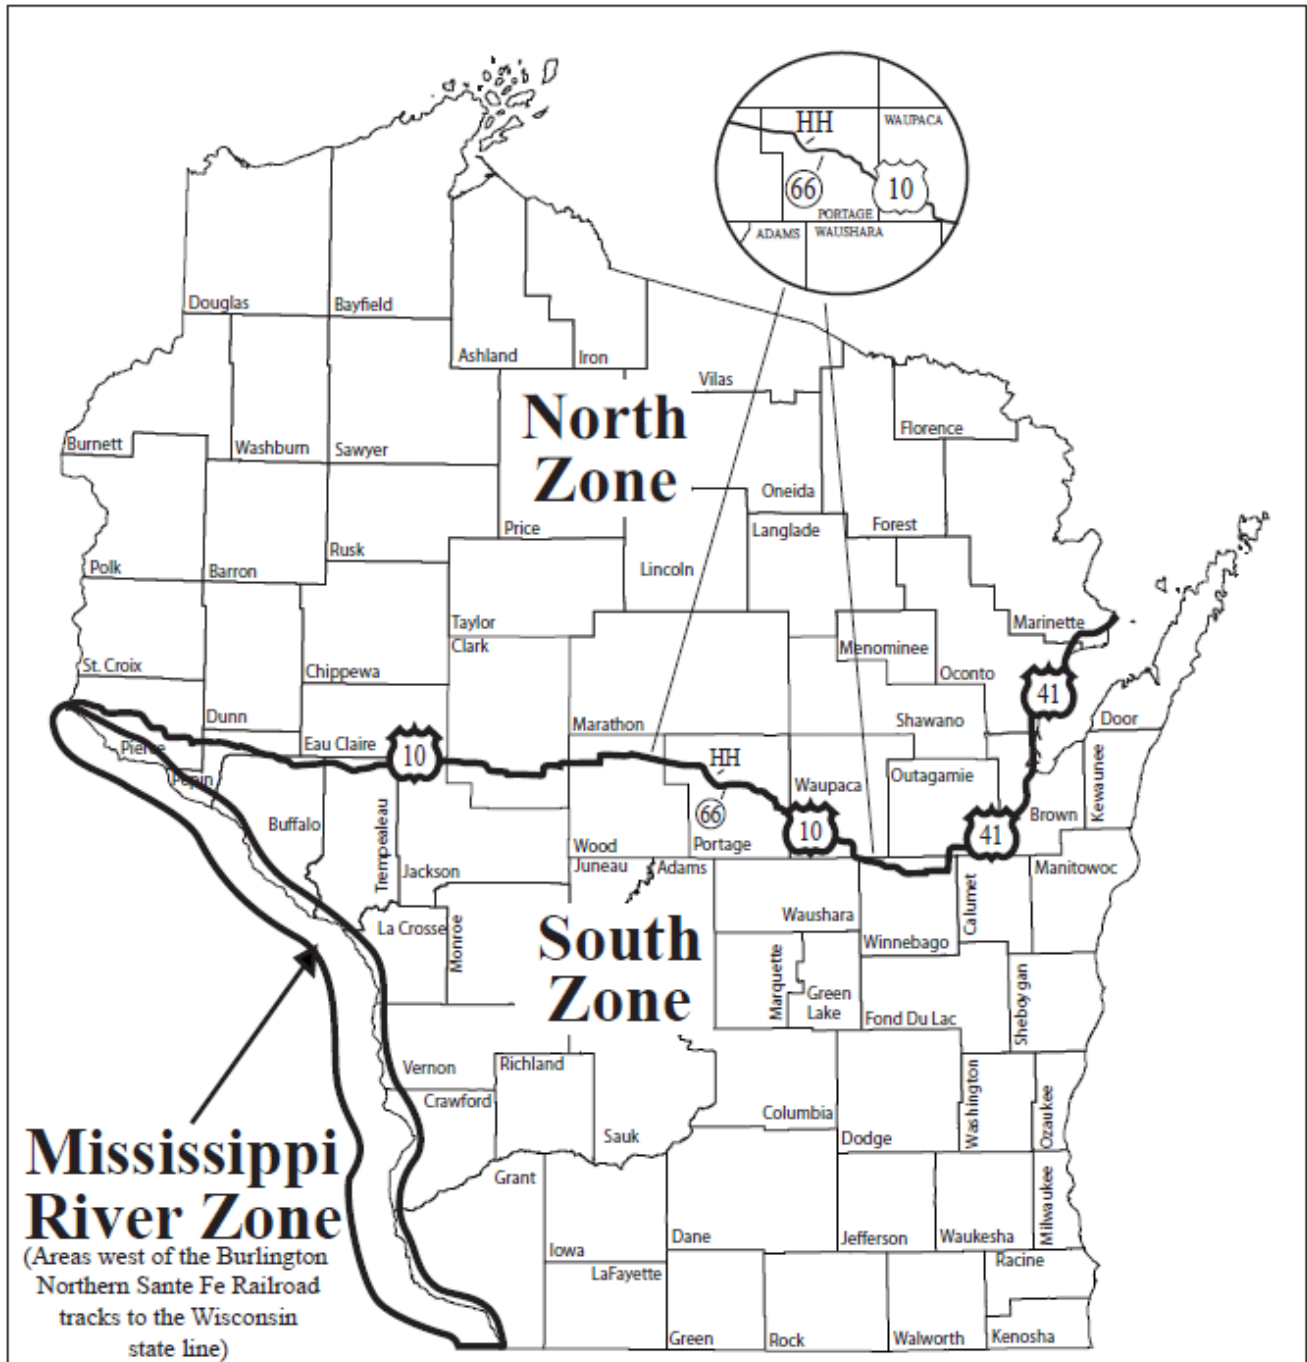 HH
WAUPACA
66
10
PORTAGE
ADAMS
WAUSHARA
Douglas
Bayfield
Ashland
Iron
Vilas
North
Zone
Florence
Burnett
Washburn
Sawyer
Oneida
Price
Langlade
Forest
Rusk
Polk
Barron
Lincoln
Taylor
Marinette
Clark
Menominee
St. Croix
Chippewa
Oconto
41
Dunn
Marathon
Shawano
Door
Pierce
Eau Claire
10
HH
Pepin
Waupaca
Outagamie
Kewaunee
66
10
41
Brown
Buffalo
Trempealeau
Wood
Portage
Jackson
Juneau
Adams
Manitowoc
Calumet
La Crosse
Monroe
Waushara
Winnebago
South
Zone
Marquette
Green
Lake
Fond Du Lac
Sheboygan
Vernon
Richland
Crawford
Columbia
Washington
Ozaukee
Sauk
Dodge
Mississippi
River Zone
(Areas west of the Burlington
Northern Sante Fe Railroad
tracks to the Wisconsin
state line)
Grant
Milwaukee
Iowa
Dane
Jefferson
Waukesha
Racine
LaFayette
Green
Rock
Walworth
Kenosha